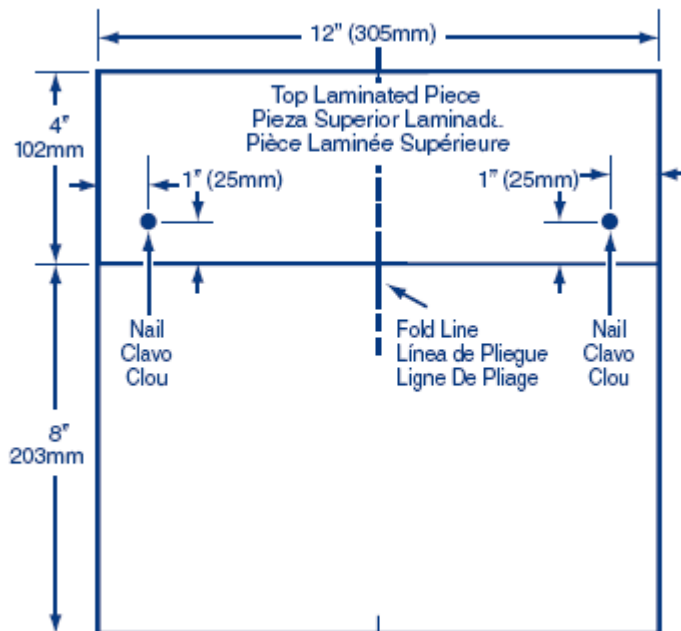 12" (305mm)
Top Laminated Piece
Pieza Superior Laminada
Pièce Laminée Supérieure
4"
102mm
1" (25mm)
1" (25mm)
Nail
Clavo
Clou
Fold Line
Línea de Pliegue
Ligne De Pliage
Nail
Clavo
Clou
8"
203mm